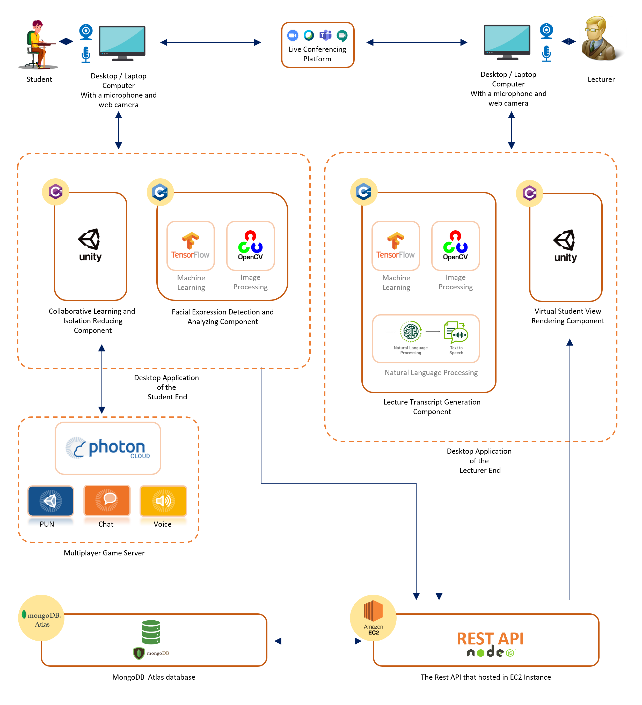 Student
Desktop / Laptop
Computer
With a microphone and
web camera
Live Conferencing
Platform
Desktop / Laptop
Computer
With a microphone and
web camera
Lecturer
unity
Collaborative Learning and
Isolation Reducing
Component
TensorFlow
Machine
Learning
OpenCV
Image
Processing
Facial Expression Detection and
Analyzing Component
Desktop Application
of the
Student End
TensorFlow
Machine
Learning
OpenCV
Image
Processing
Natural Language
Processing
Text to
Speech
Natural Language Processing
Lecture Transcript Generation
Component
unity
Virtual Student View
Rendering Component
Desktop Application
of the
Lecturer End
photon
CLOUD
PUN
Chat
Voice
Multiplayer Game Server
mongoDB.
Atlas
mongoDB
MongoDB Atlas database
Amazon
EC2
REST API
node
The Rest API that hosted in EC2 Instance